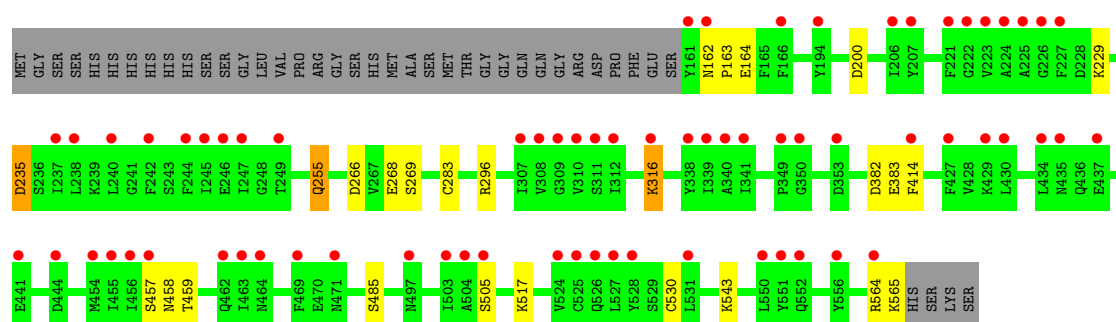 MET GLY SER SER HIS HIS HIS HIS HIS HIS SER SER GLY LEU VAL PRO ARG GLY SER HIS MET ALA SER MET THR GLY GLY GLN GLN GLY ARG ASP PRO PHE GLU SER Y161 N162 P163 E164 F165 F166 Y194 D200 I206 Y207 F221 G222 V223 A224 A225 G226 F227 D228 K229
D235 S236 I237 L238 K239 L240 G241 F242 S243 F244 I245 E246 I247 G248 T249 Q255 D266 V267 E268 S269 C283 R296 I307 V308 G309 V310 S311 I312 K316 Y338 I339 A340 I341 P349 G350 D353 D382 E383 F414 F427 V428 K429 L430 L434 N435 Q436 E437
E441 D444 M454 I455 I456 S457 N458 T459 Q462 I463 N464 F469 E470 N471 S485 N497 I503 A504 S505 K517 V524 C525 Q526 L527 Y528 S529 C530 L531 K543 L550 Y551 Q552 Y556 R564 K565 HIS SER LYS SER